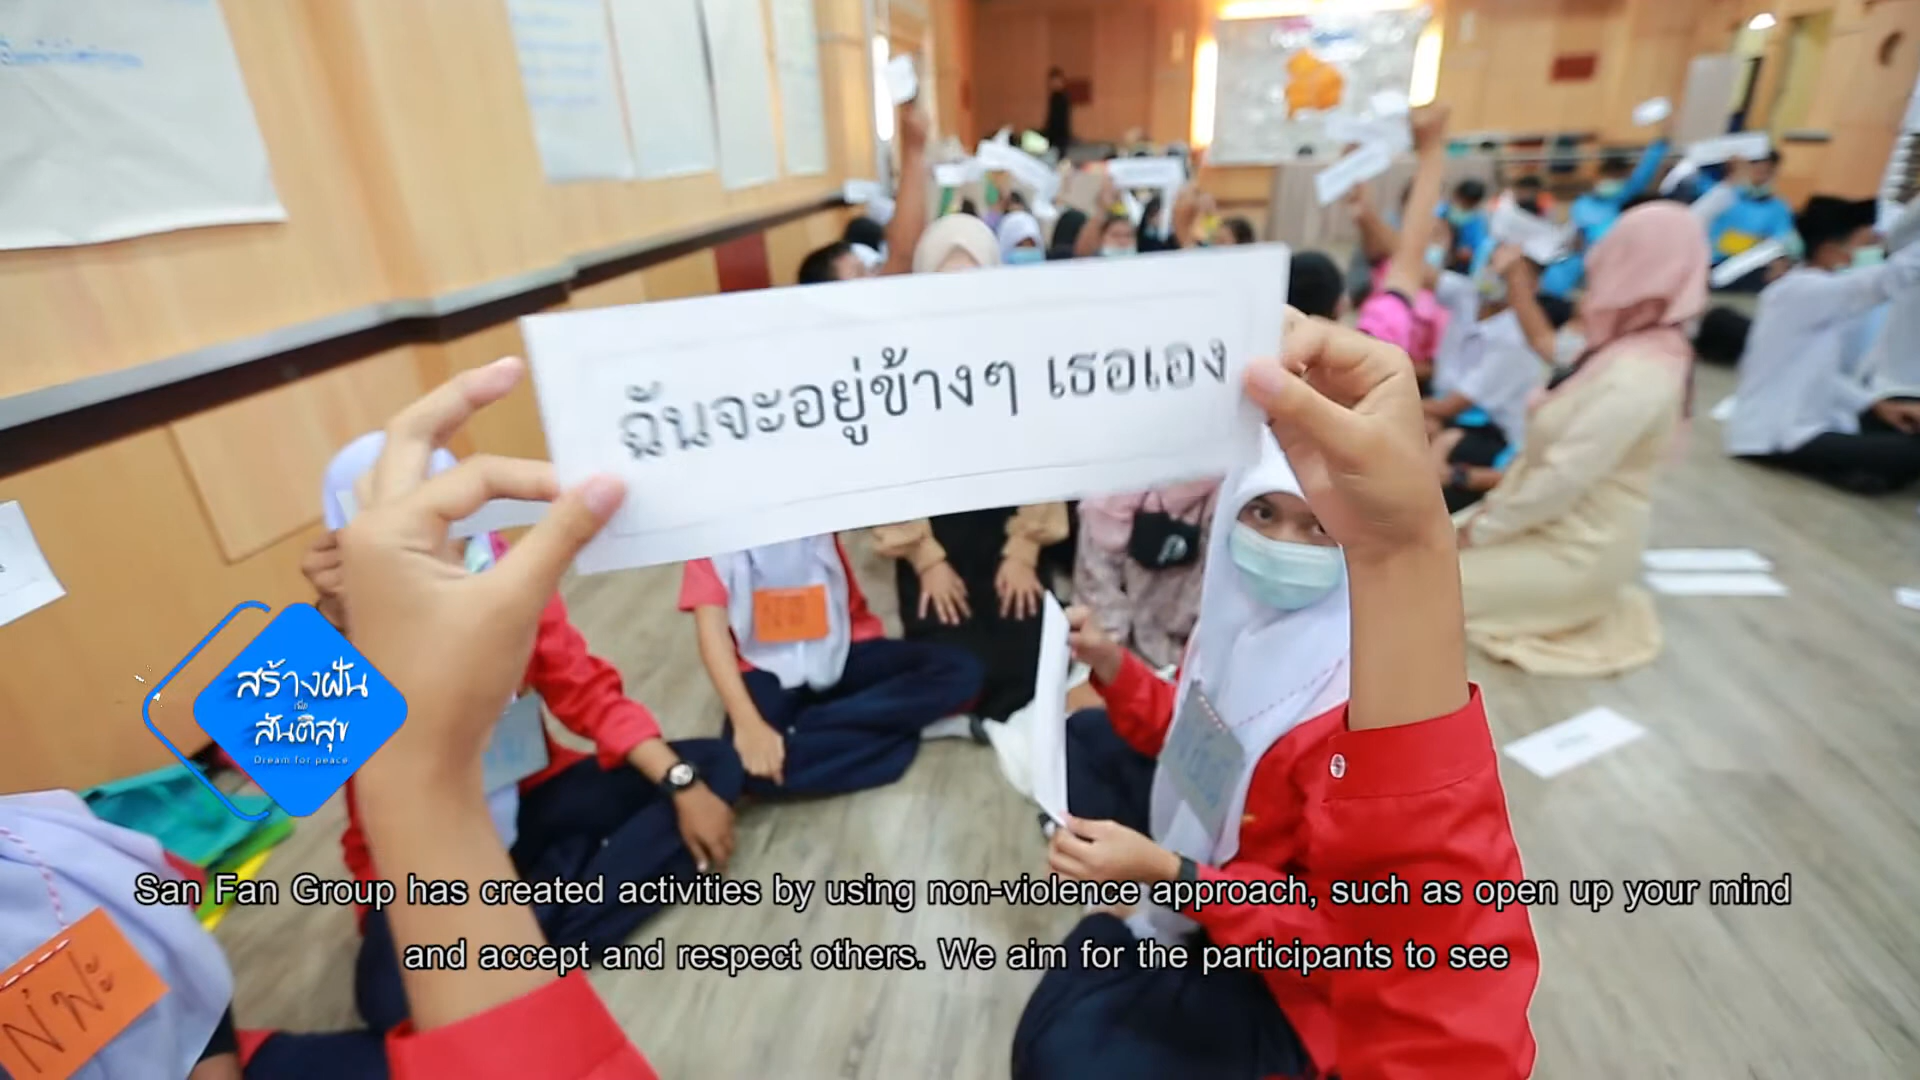 ฉันจะอยู่ข้างๆ เธอเอง
สร้างฝัน
เพื่อ
สันติสุข
Dream for peace
San Fan Group has created activities by using non-violence approach, such as open up your mind
and accept and respect others. We aim for the participants to see